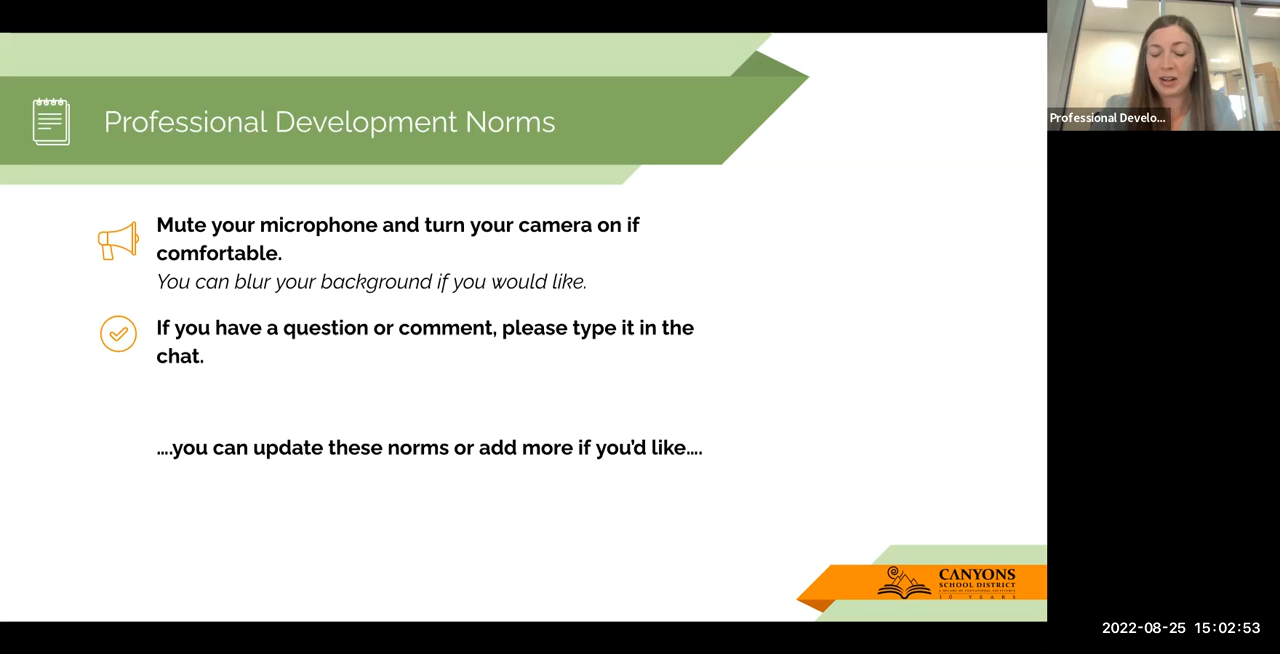 Professional Development Norms
Professional Develo...
Mute your microphone and turn your camera on if
comfortable.
You can blur your background if you would like.
If you have a question or comment, please type it in the
chat.
....you can update these norms or add more if you'd like....
CANYONS
SCHOOL DISTRICT
10 YEARS
2022-08-25 15:02:53